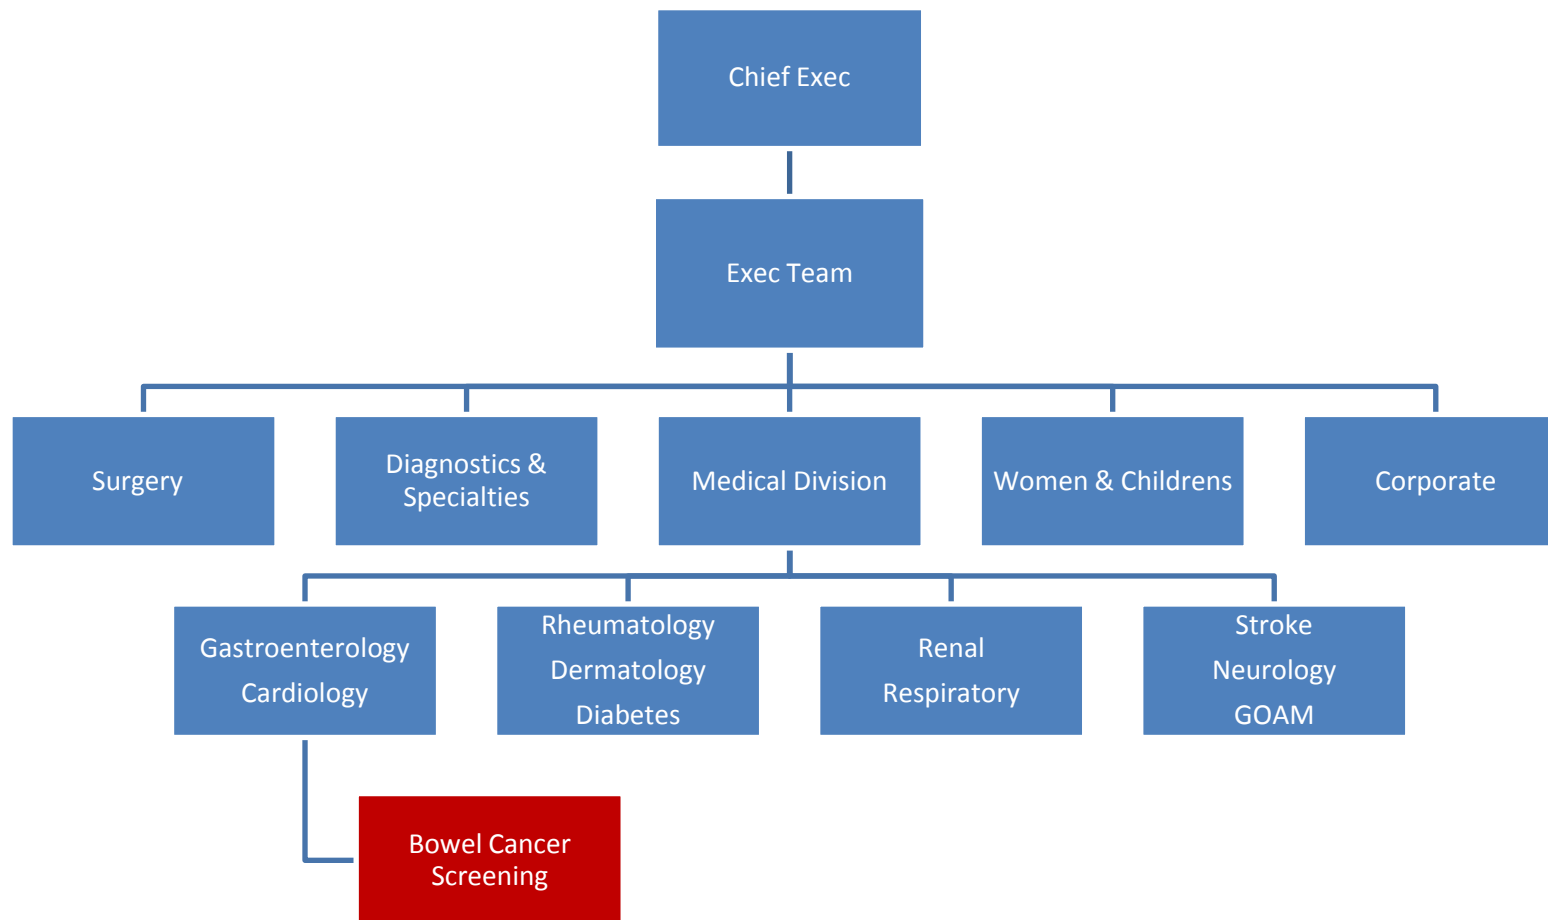 Chief Exec
Exec Team
Surgery
Diagnostics &
Specialties
Medical Division
Women & Childrens
Corporate
Gastroenterology
Cardiology
Rheumatology
Dermatology
Diabetes
Renal
Respiratory
Stroke
Neurology
GOAM
Bowel Cancer
Screening